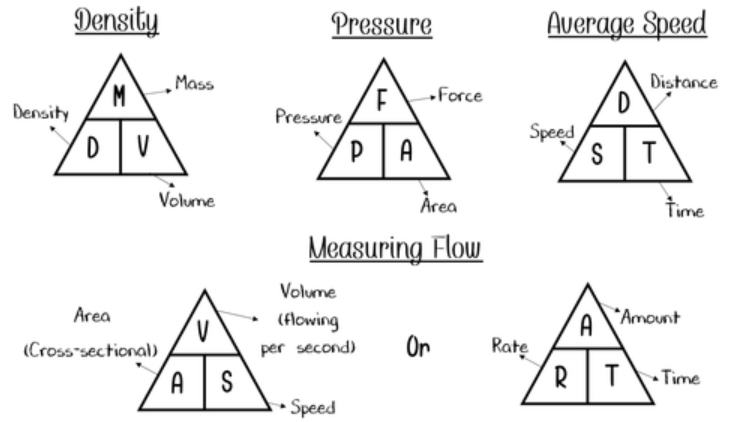 Density
Pressure
Average Speed
M
Mass
Density
D
V
Volume
F
Force
Pressure
P
A
Area
D
Distance
Speed
S
T
Time
Measuring Flow
Area
(Cross-sectional)
V
Volume
(flowing
per second)
A
S
Speed
Or
A
Amount
Rate
R
T
Time